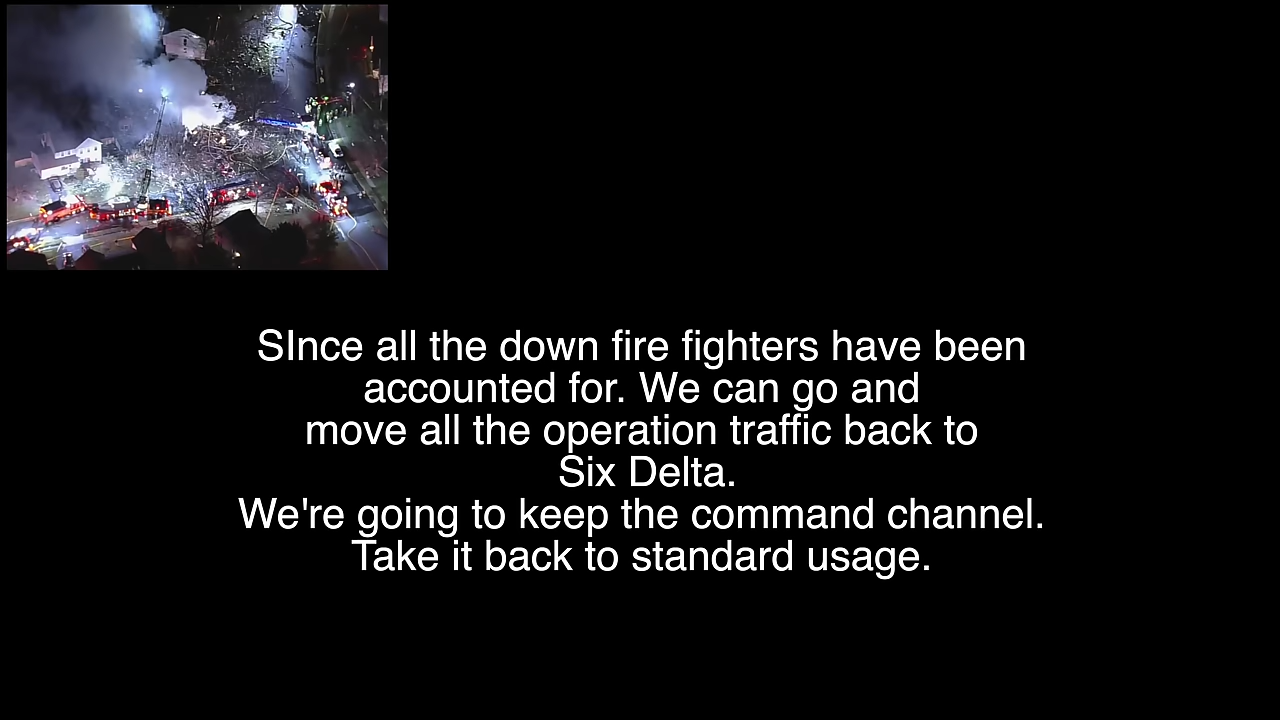 SInce all the down fire fighters have been
accounted for. We can go and
move all the operation traffic back to
Six Delta.
We're going to keep the command channel.
Take it back to standard usage.